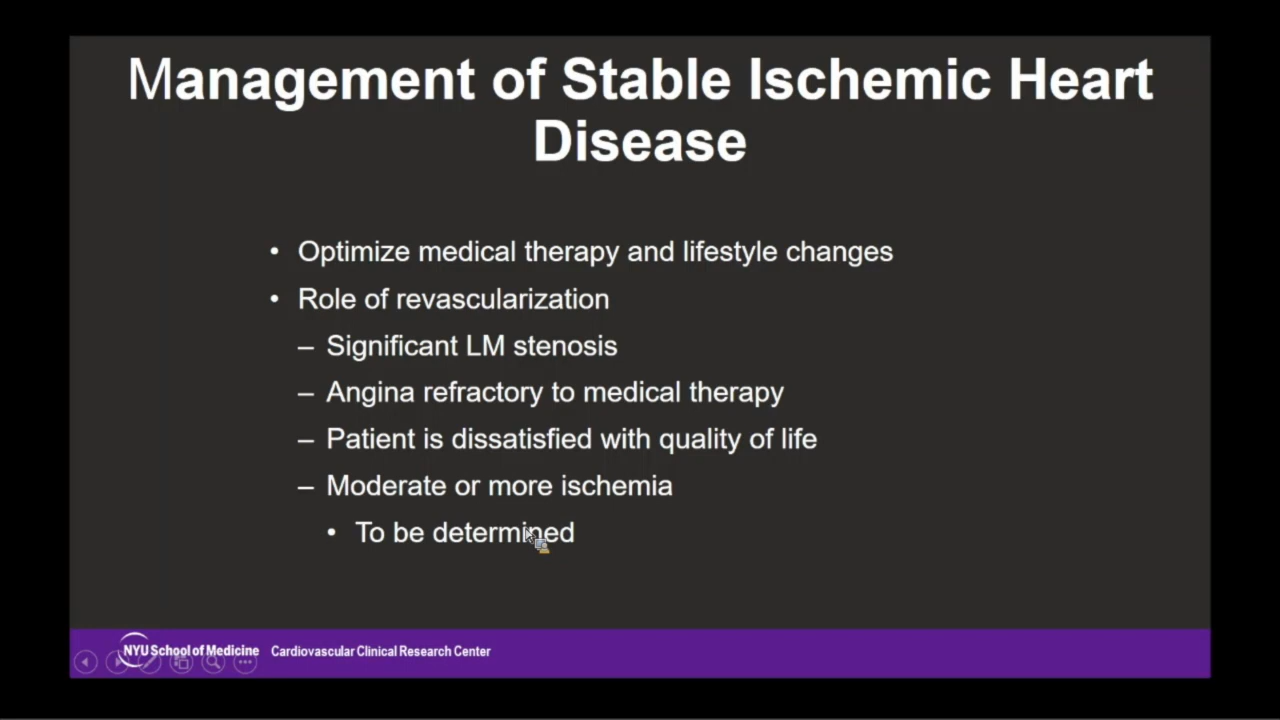 Management of Stable Ischemic Heart
Disease
• Optimize medical therapy and lifestyle changes
• Role of revascularization
– Significant LM stenosis
– Angina refractory to medical therapy
– Patient is dissatisfied with quality of life
– Moderate or more ischemia
• To be determined
NYU School of Medicine Cardiovascular Clinical Research Center